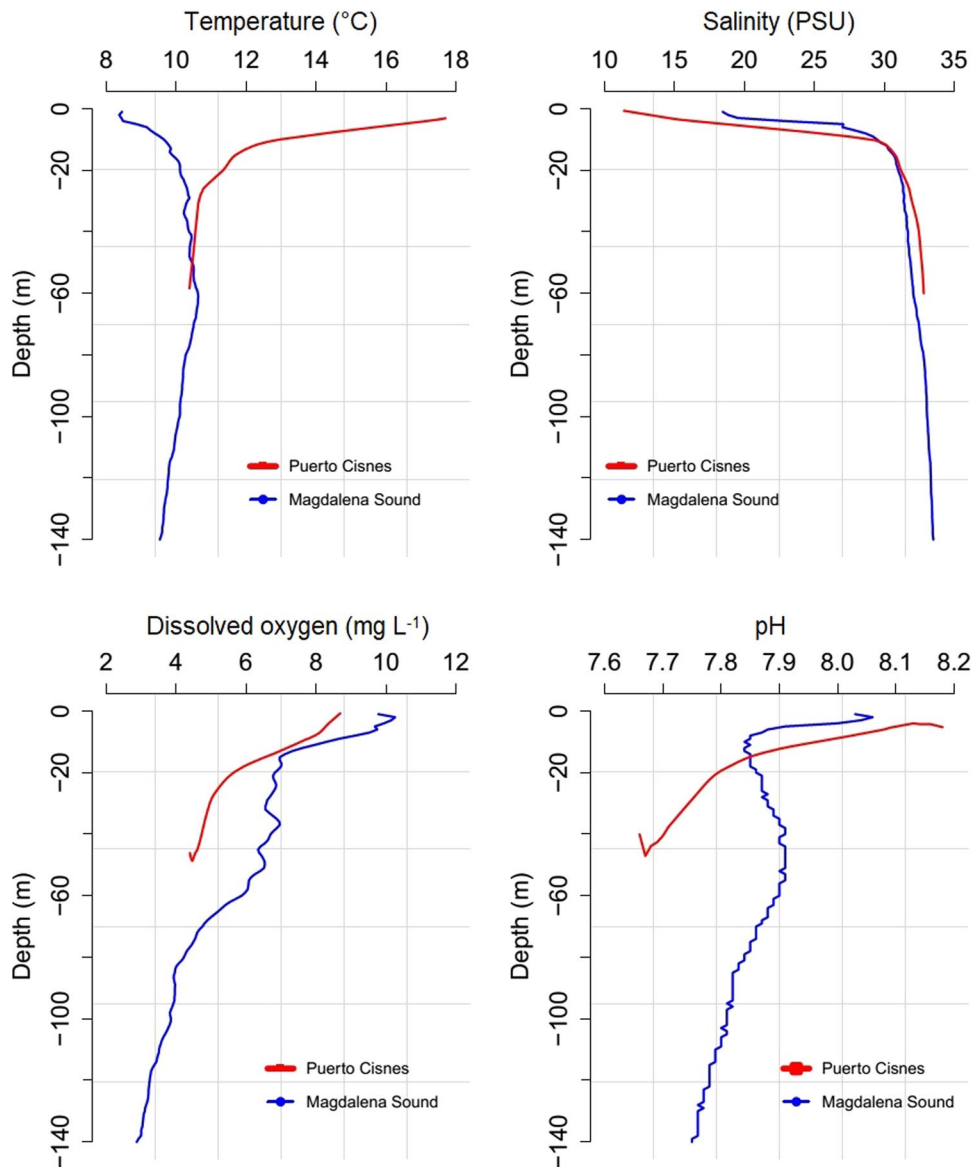 Temperature (°C)
8 10 12 14 16 18
Depth (m)
0
−20
−60
−100
−140
Puerto Cisnes
Magdalena Sound
Salinity (PSU)
10 15 20 25 30 35
Depth (m)
0
−20
−60
−100
−140
Puerto Cisnes
Magdalena Sound
Dissolved oxygen (mg L-1)
2 4 6 8 10 12
Depth (m)
0
−20
−60
−100
−140
Puerto Cisnes
Magdalena Sound
pH
7.6 7.7 7.8 7.9 8.0 8.1 8.2
Depth (m)
0
−20
−60
−100
−140
Puerto Cisnes
Magdalena Sound